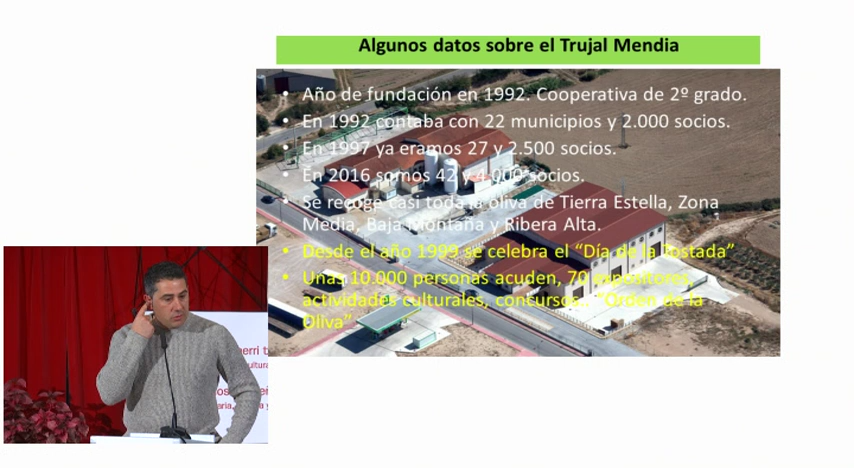 Algunos datos sobre el Trujal Mendia
• Año de fundación en 1992. Cooperativa de 2º grado.
• En 1992 contaba con 22 municipios y 2.000 socios.
• En 1997 ya eramos 27 y 2.500 socios.
• En 2016 somos 42 y 4.000 socios.
• Se recoge casi toda la oliva de Tierra Estella, Zona
Media, Baja Montaña y Ribera Alta.
• Desde el año 1999 se celebra el “Día de la Tostada”
• Unas 10.000 personas acuden, 70 expositores,
actividades culturales, concursos.. “Orden de la
Oliva”